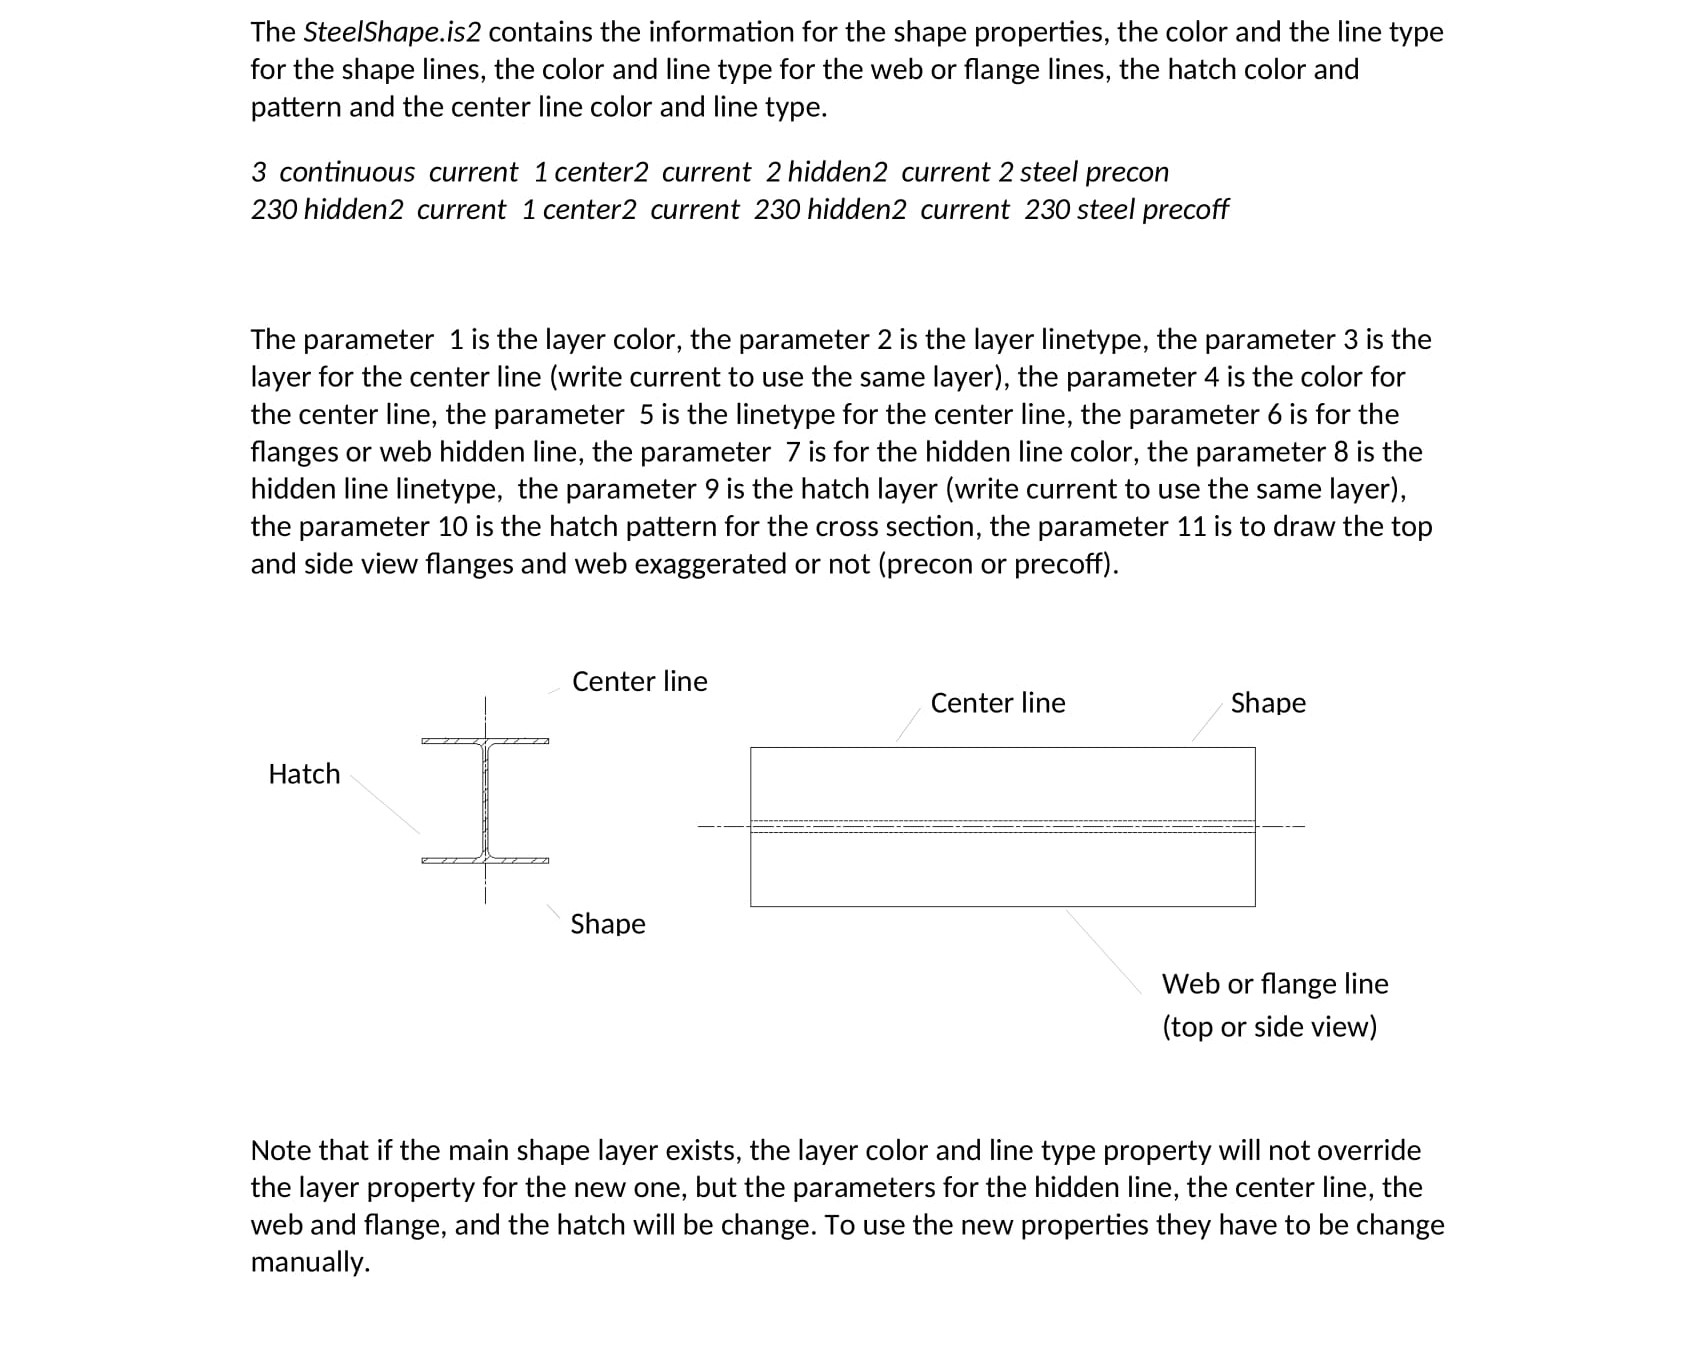 The SteelShape.is2 contains the information for the shape properties, the color and the line type
for the shape lines, the color and line type for the web or flange lines, the hatch color and
pattern and the center line color and line type.
3 continuous current 1 center2 current 2 hidden2 current 2 steel precon
230 hidden2 current 1 center2 current 230 hidden2 current 230 steel precoff
The parameter 1 is the layer color, the parameter 2 is the layer linetype, the parameter 3 is the
layer for the center line (write current to use the same layer), the parameter 4 is the color for
the center line, the parameter 5 is the linetype for the center line, the parameter 6 is for the
flanges or web hidden line, the parameter 7 is for the hidden line color, the parameter 8 is the
hidden line linetype, the parameter 9 is the hatch layer (write current to use the same layer),
the parameter 10 is the hatch pattern for the cross section, the parameter 11 is to draw the top
and side view flanges and web exaggerated or not (precon or precoff).
Center line
Center line
Shape
Hatch
Shape
Web or flange line
(top or side view)
Note that if the main shape layer exists, the layer color and line type property will not override
the layer property for the new one, but the parameters for the hidden line, the center line, the
web and flange, and the hatch will be change. To use the new properties they have to be change
manually.